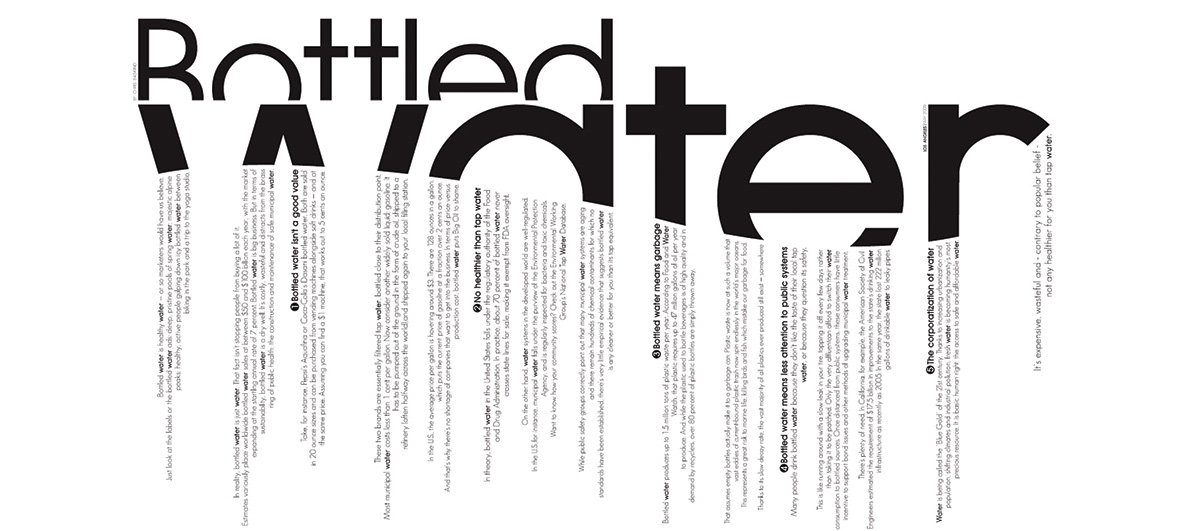 Bottled
Water
BY CHRIS BASKIND
Bottled water is healthy water — or so marketers would have us believe.
Just look at the labels or the bottled water ads: deep, pristine pools of spring water; majestic alpine
peaks; healthy, active people gulping down icy bottled water between
biking in the park and a trip to the yoga studio.
In reality, bottled water is just water. That fact isn't stopping people from buying a lot of it.
Estimates variously place worldwide bottled water sales at between $50 and $100 billion each year, with the market
expanding at the startling annual rate of 7 percent. Bottled water is big business. But in terms of
sustainability, bottled water is a dry well. It's costly, wasteful and distracts from the brass
ring of public health: the construction and maintenance of safe municipal water
1 Bottled water isn't a good value
Take, for instance, Pepsi's Aquafina or Coca-Cola's Dasani bottled water. Both are sold
in 20 ounce sizes and can be purchased from vending machines alongside soft drinks — and at
the same price. Assuming you can find a $1 machine, that works out to 5 cents an ounce.
These two brands are essentially filtered tap water, bottled close to their distribution point.
Most municipal water costs less than 1 cent per gallon. Now consider another widely sold liquid: gasoline. It
has to be pumped out of the ground in the form of crude oil, shipped to a
refinery (often halfway across the world) and shipped again to your local filling station.
In the U.S. the average price per gallon is hovering around $3. There are 128 ounces in a gallon,
which puts the current price of gasoline at a fraction over 2 cents an ounce
And that's why there's no shortage of companies that want to get into the business. In terms of price versus
production cost, bottled water puts Big Oil to shame.
2 No healthier than tap water
In theory, bottled water in the United States falls under the regulatory authority of the Food
and Drug Administration. In practice, about 70 percent of bottled water never
crosses state lines for sale, making it exempt from FDA oversight.
On the other hand, water systems in the developed world are well-regulated.
In the U.S. for instance, municipal water falls under the purview of the Environmental Protection
Agency, and is regularly inspected for bacteria and toxic chemicals.
Want to know how your community scores? Check out the Environmental Working
Group's National Tap Water Database.
While public safety groups correctly point out that many municipal water systems are aging
and there remain hundreds of chemical contaminants for which no
standards have been established, there's very little empirical evidence that suggests bottled water
is any cleaner or better for you than its tap equivalent.
3 Bottled water means garbage
Bottled water produces up to 1.5 million tons of plastic waste per year. According to Food and Water
Watch, that plastic requires up to 47 million gallons of oil per year
to produce. And while the plastic used to bottle beverages is of high quality and in
demand by recyclers, over 80 percent of plastic bottles are simply thrown away.
That assumes empty bottles actually make it to a garbage can. Plastic waste is now at such a volume that
vast eddies of current-bound plastic trash now spin endlessly in the world's major oceans.
This represents a great risk to marine life, killing birds and fish which mistake our garbage for food.
Thanks to its slow decay rate, the vast majority of all plastics ever produced still exist — somewhere
4 Bottled water means less attention to public systems
Many people drink bottled water because they don't like the taste of their local tap
water, or because they question its safety.
This is like running around with a slow leak in your tire, topping it off every few days rather
than taking it to be patched. Only the very affluent can afford to switch their water
consumption to bottled sources. Once distanced from public systems, these consumers have little
incentive to support bond issues and other methods of upgrading municipal water treatment.
There's plenty of need. In California, for example, the American Society of Civil
Engineers estimated the requirement of $17.5 billion in improvements to the state's drinking water
infrastructure as recently as 2005. In the same year, the state lost 222 million
gallons of drinkable water to leaky pipes.
5 The corporatization of water
Water is being called the 'Blue Gold' of the 21st century. Thanks to increasing urbanization and
population, shifting climates and industrial pollution, fresh water is becoming humanity's most
precious resource. It is basic human right: the access to safe and affordable water.
LOS ANGELES
It's expensive, wasteful and - contrary to popular belief -
not any healthier for you than tap water.